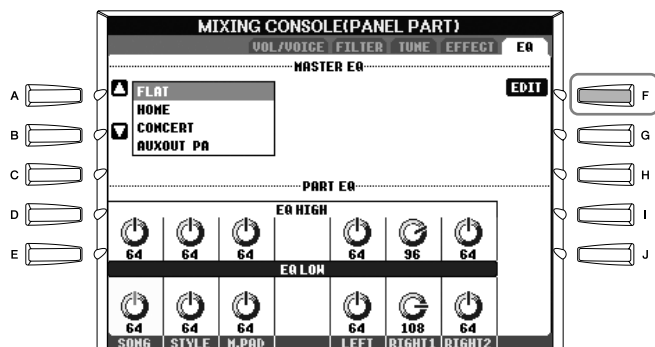 MIXING CONSOLE(PANEL PART)
VOL/VOICE FILTER TUNE EFFECT EQ
MASTER EQ
A FLAT EDIT F
HOME
B CONCERT G
AUXOUT PA
C H
PART EQ
D EQ HIGH I
64 64 64 64 96 64
E EQ LOW J
64 64 64 64 108 64
SONG STYLE M.PAD LEFT RIGHT1 RIGHT2